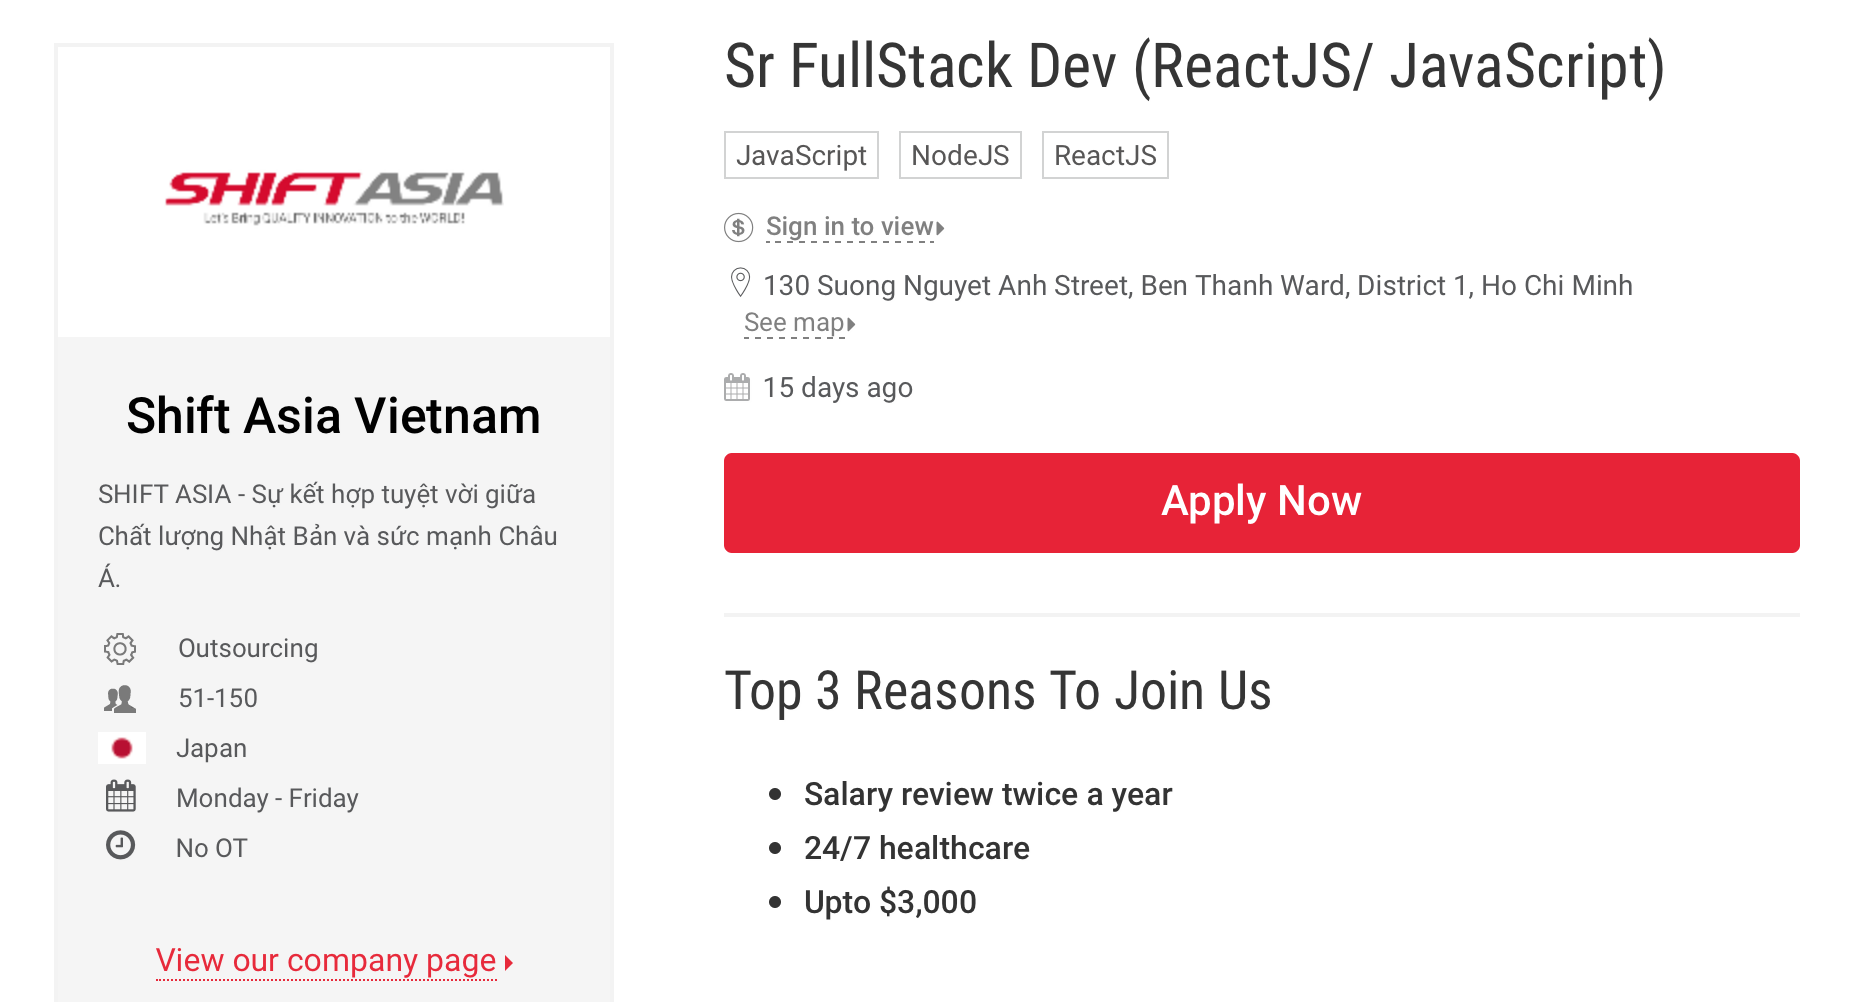 SHIFT ASIA
Let's Bring QUALITY INNOVATION to the WORLD!
Shift Asia Vietnam
SHIFT ASIA - Sự kết hợp tuyệt vời giữa
Chất lượng Nhật Bản và sức mạnh Châu
Á.
Outsourcing
51-150
Japan
Monday - Friday
No OT
View our company page
Sr FullStack Dev (ReactJS/ JavaScript)
JavaScript NodeJS ReactJS
$ Sign in to view
130 Suong Nguyet Anh Street, Ben Thanh Ward, District 1, Ho Chi Minh
See map
15 days ago
Apply Now
Top 3 Reasons To Join Us
• Salary review twice a year
• 24/7 healthcare
• Upto $3,000